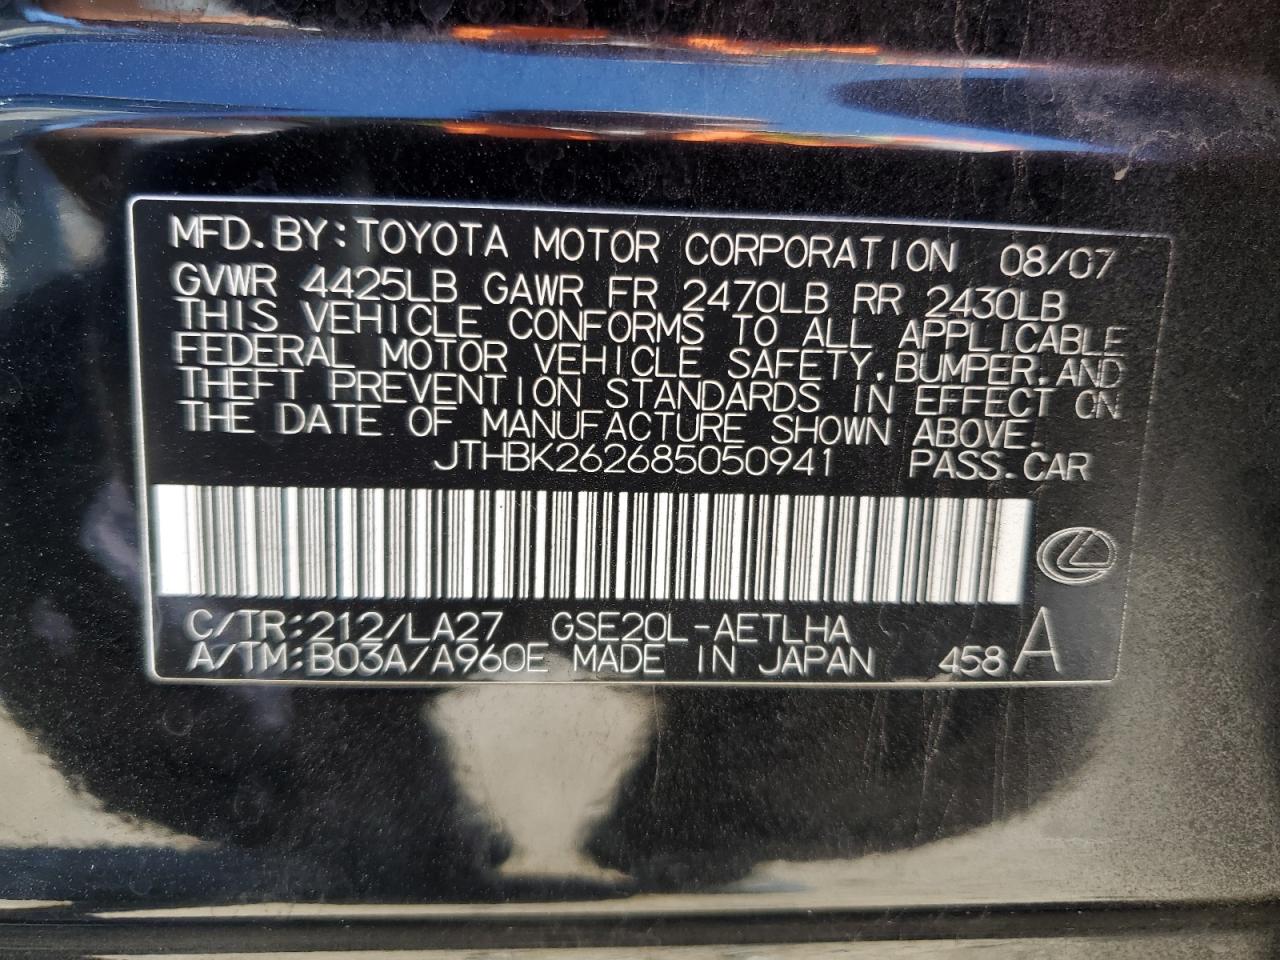 MFD.BY:TOYOTA MOTOR CORPORATION 08/07
GVWR 4425LB GAWR FR 2470LB RR 2430LB
THIS VEHICLE CONFORMS TO ALL APPLICABLE
FEDERAL MOTOR VEHICLE SAFETY,BUMPER,AND
THEFT PREVENTION STANDARDS IN EFFECT ON
THE DATE OF MANUFACTURE SHOWN ABOVE.
JTHBK262685050941 PASS.CAR
C/TR:212/LA27 GSE20L-AETLHA
A/TM:B03A/A960E MADE IN JAPAN 458 A